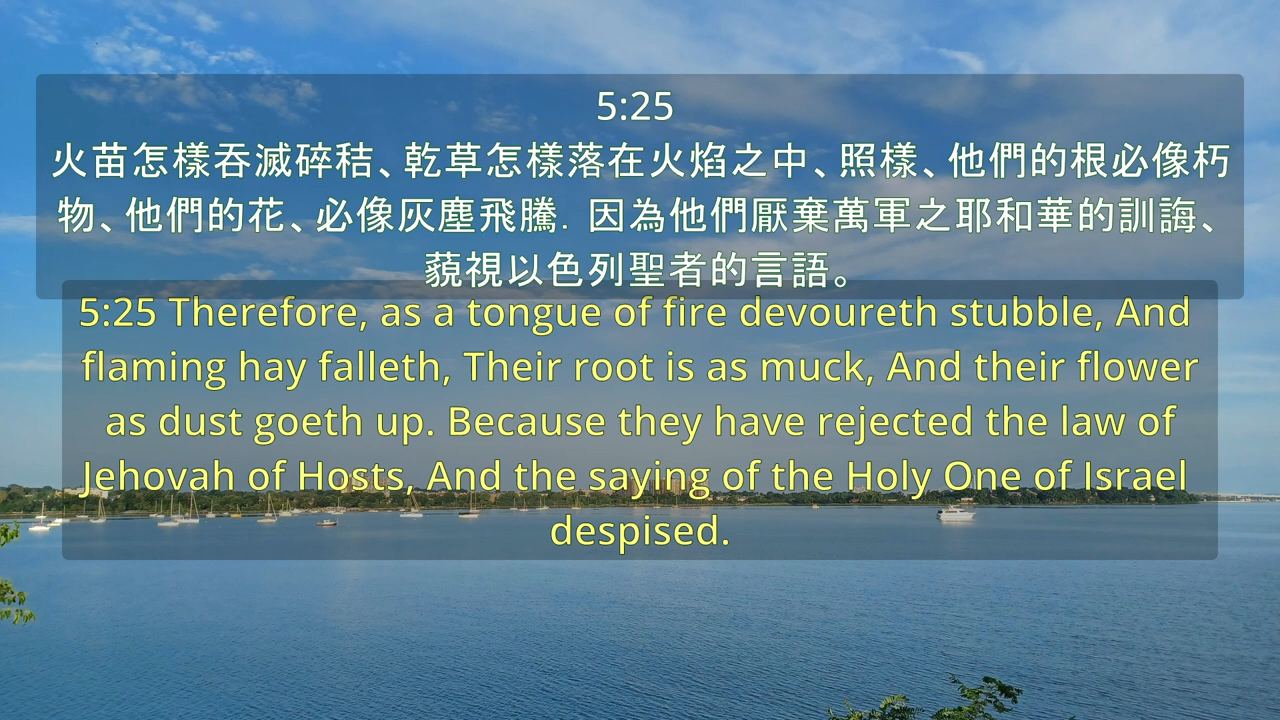 5:25
火苗怎樣吞滅碎秸、乾草怎樣落在火焰之中、照樣、他們的根必像朽
物、他們的花、必像灰塵飛騰．因為他們厭棄萬軍之耶和華的訓誨、
藐視以色列聖者的言語。
5:25 Therefore, as a tongue of fire devoureth stubble, And
flaming hay falleth, Their root is as muck, And their flower
as dust goeth up. Because they have rejected the law of
Jehovah of Hosts, And the saying of the Holy One of Israel
despised.